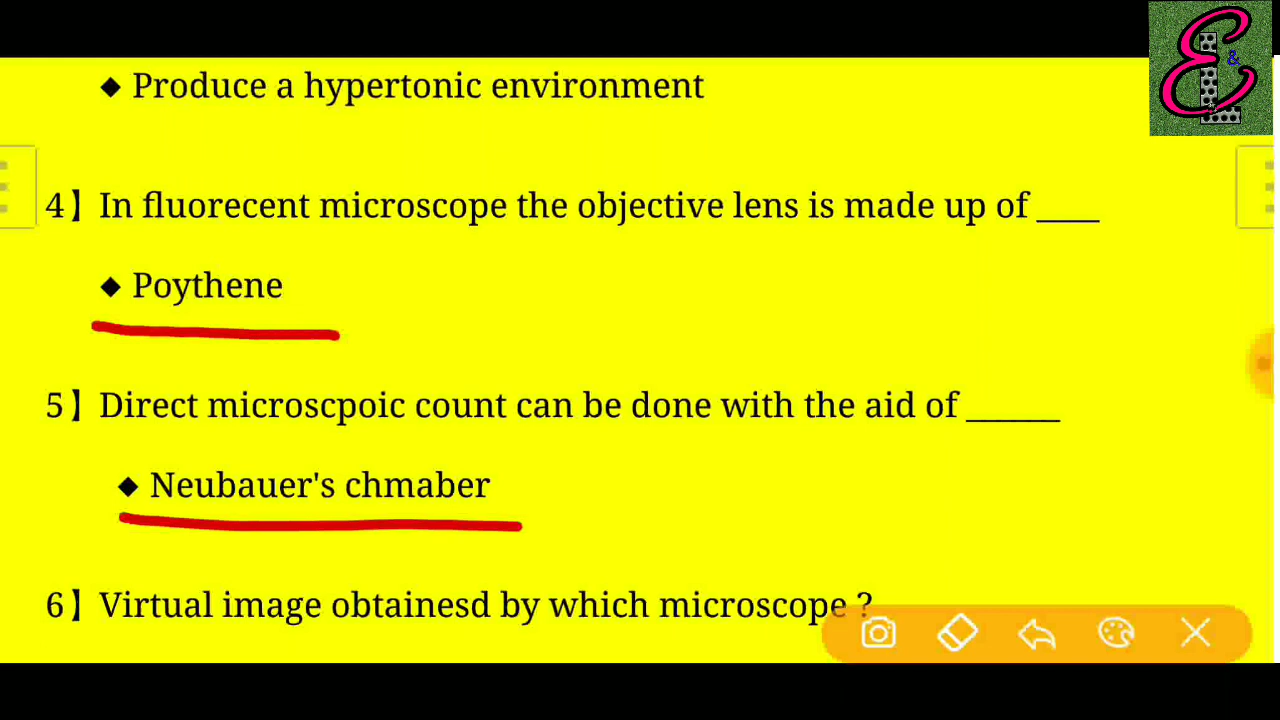 ◆ Produce a hypertonic environment
4】In fluorecent microscope the objective lens is made up of ____
◆ Poythene
5】Direct microscpoic count can be done with the aid of ______
◆ Neubauer's chmaber
6】Virtual image obtainesd by which microscope ?
E & L